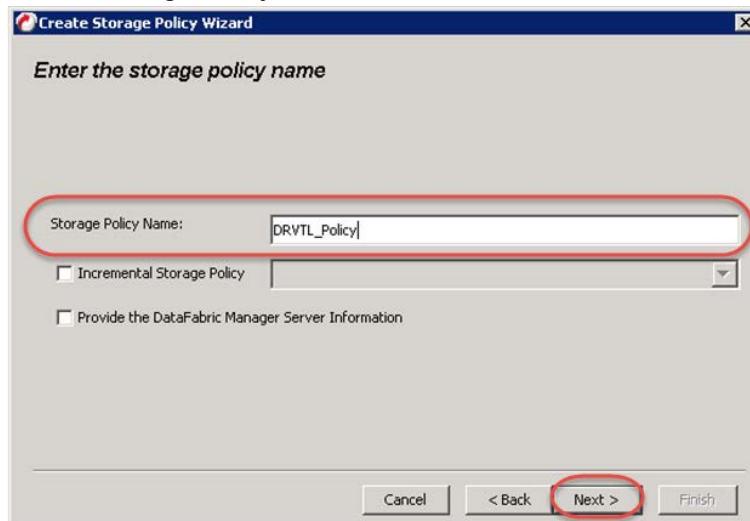 Create Storage Policy Wizard
Enter the storage policy name
Storage Policy Name: DRVTL_Policy
Incremental Storage Policy
Provide the DataFabric Manager Server Information
Cancel < Back Next > Finish